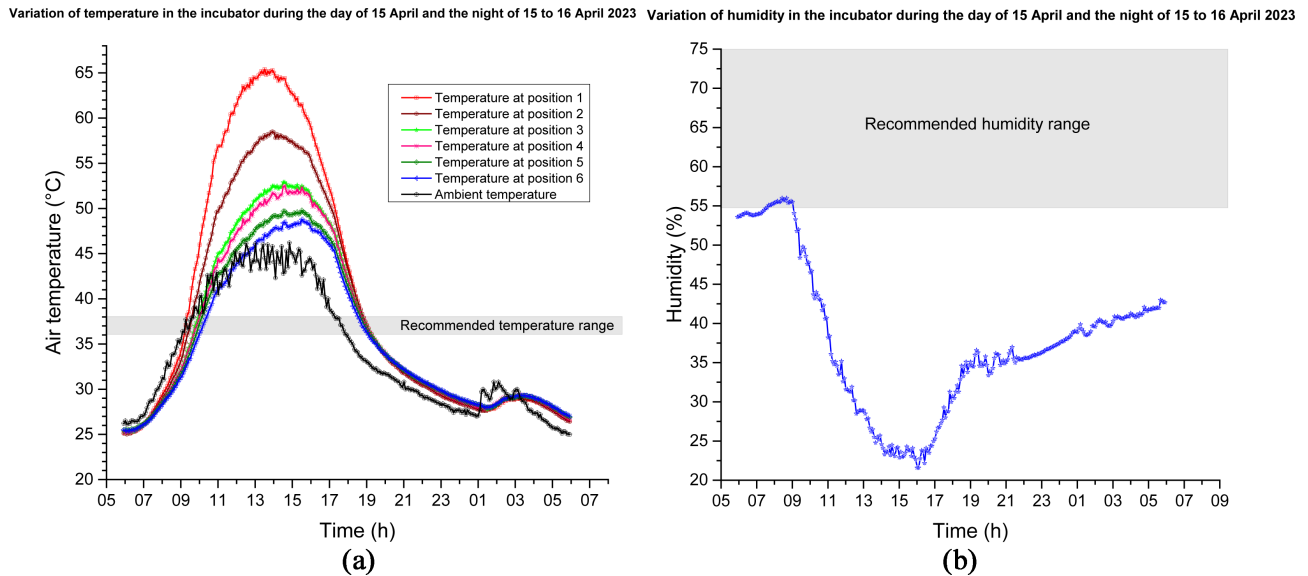 Variation of temperature in the incubator during the day of 15 April and the night of 15 to 16 April 2023
Air temperature (°C)
65
60
55
50
45
40
35
30
25
20
Temperature at position 1
Temperature at position 2
Temperature at position 3
Temperature at position 4
Temperature at position 5
Temperature at position 6
Ambient temperature
Recommended temperature range
05 07 09 11 13 15 17 19 21 23 01 03 05 07
Time (h)
(a)
Variation of humidity in the incubator during the day of 15 April and the night of 15 to 16 April 2023
Humidity (%)
75
70
65
60
55
50
45
40
35
30
25
20
Recommended humidity range
05 07 09 11 13 15 17 19 21 23 01 03 05 07 09
Time (h)
(b)